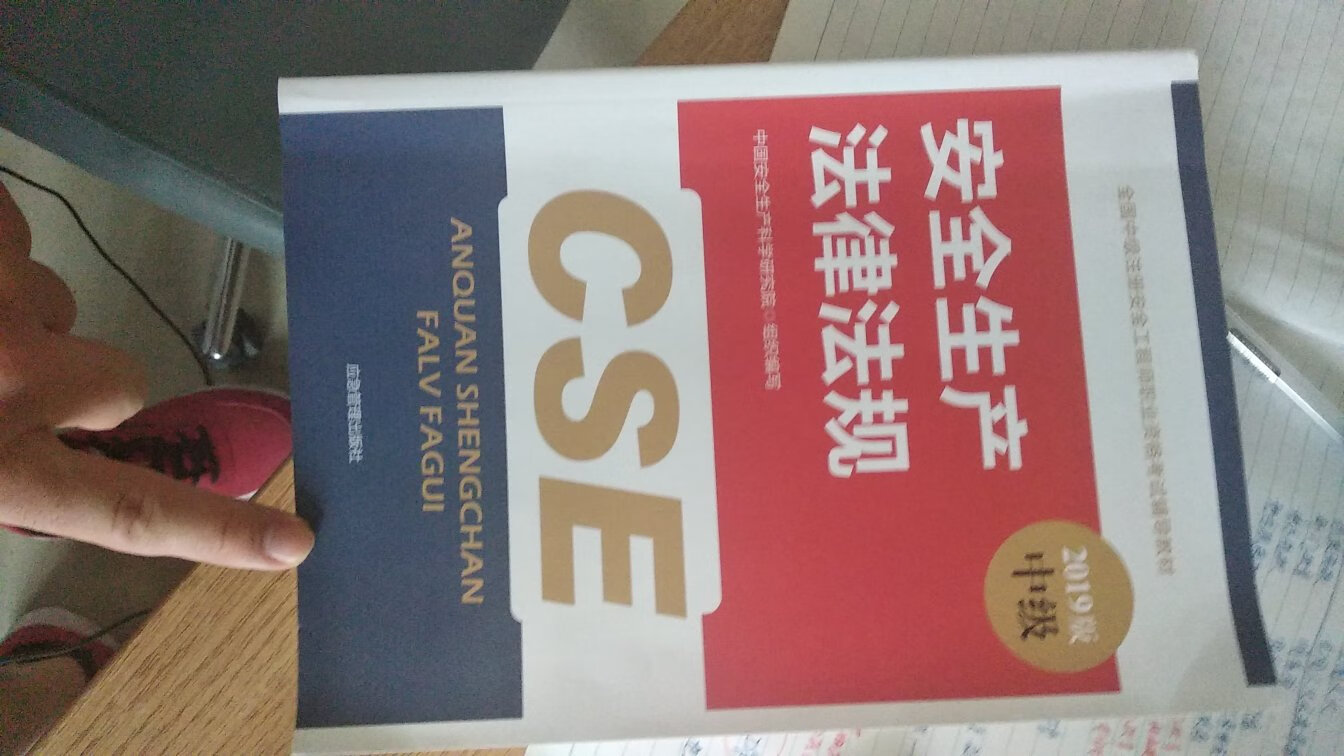 全国中级注册安全工程师职业资格考试辅导教材
2019版
中级
安全生产
法律法规
中国安全生产科学研究院◎组织编写
CSE
ANQUAN SHENGCHAN
FALV FAGUI
应急管理出版社